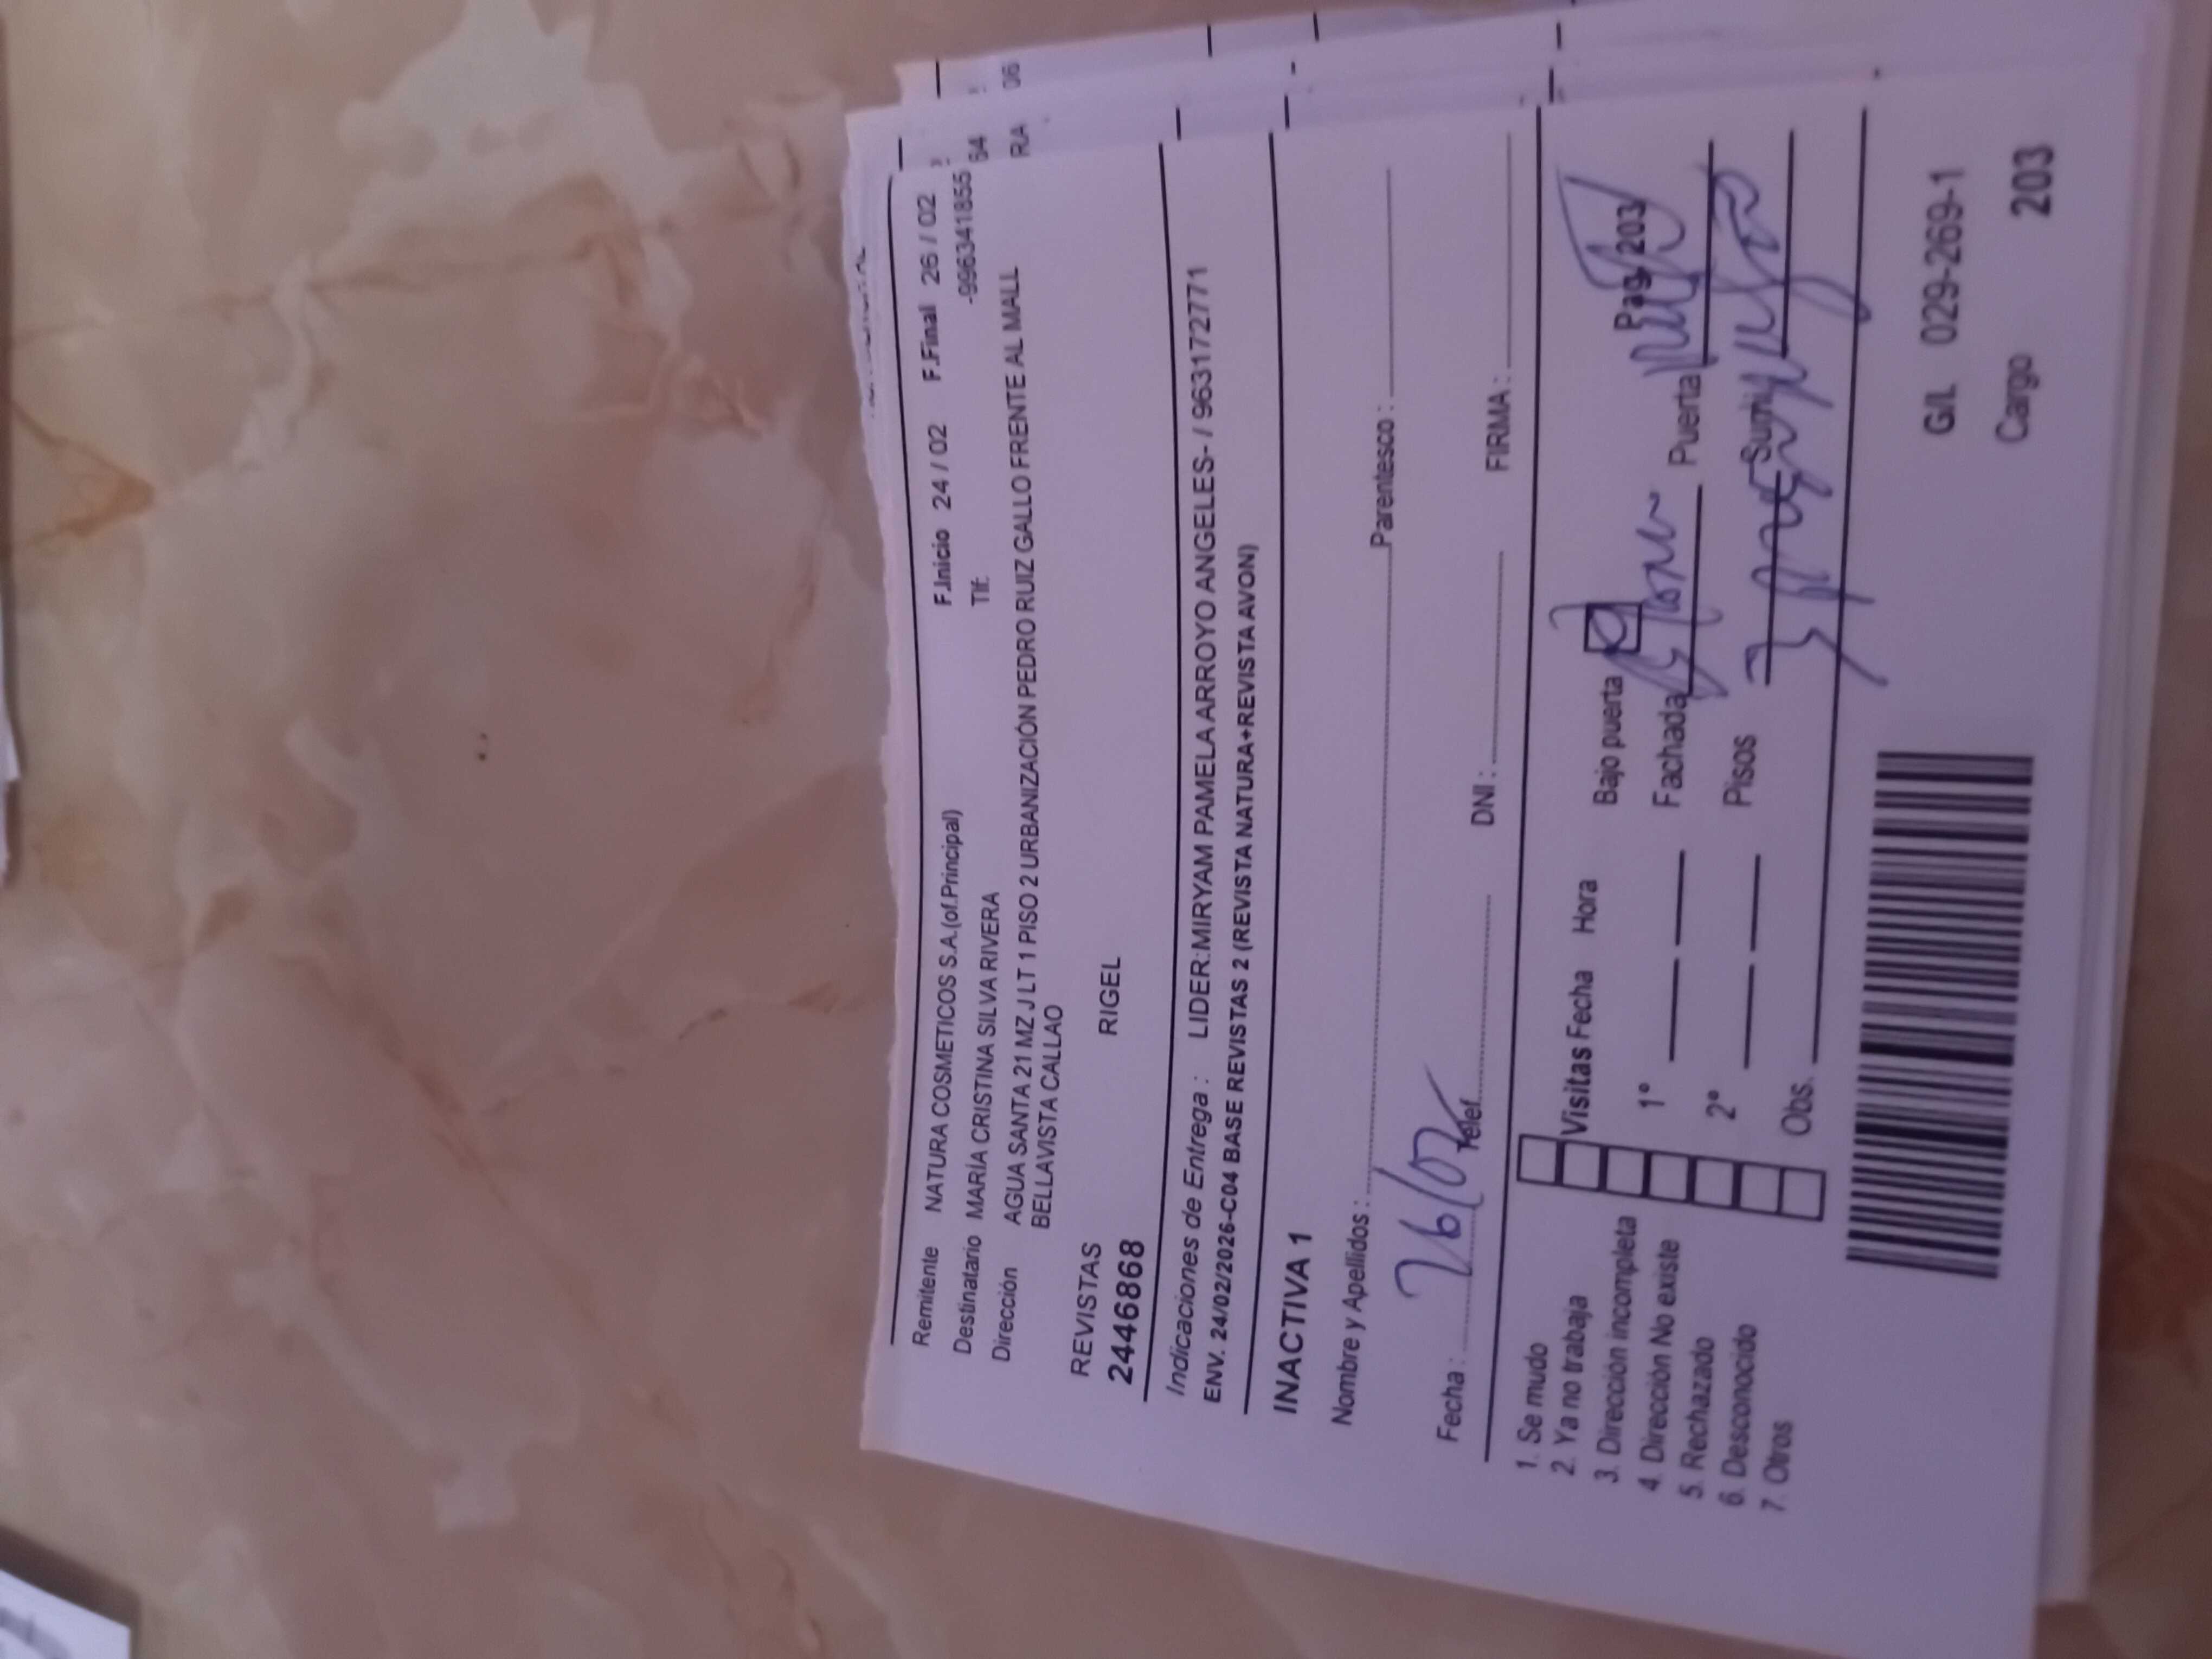 Remitente NATURA COSMETICOS S.A.(of.Principal) F.Inicio 24 / 02 F.Final 26 / 02
Destinatario MARÍA CRISTINA SILVA RIVERA Tlf: -996341855
Dirección AGUA SANTA 21 MZ J LT 1 PISO 2 URBANIZACIÓN PEDRO RUIZ GALLO FRENTE AL MALL
BELLAVISTA CALLAO
REVISTAS RIGEL
2446868
Indicaciones de Entrega : LIDER:MIRYAM PAMELA ARROYO ANGELES- / 963172771
ENV. 24/02/2026-C04 BASE REVISTAS 2 (REVISTA NATURA+REVISTA AVON)
INACTIVA 1
Nombre y Apellidos : Parentesco :
Fecha : 26/02 Telef. DNI : FIRMA :
1. Se mudo
2. Ya no trabaja Visitas Fecha Hora Bajo puerta Pag. 203
3. Dirección incompleta
4. Dirección No existe 1º Fachada Puerta
5. Rechazado
6. Desconocido 2º Pisos
7. Otros Obs.
G/L 029-269-1
Cargo 203
64
RA 06